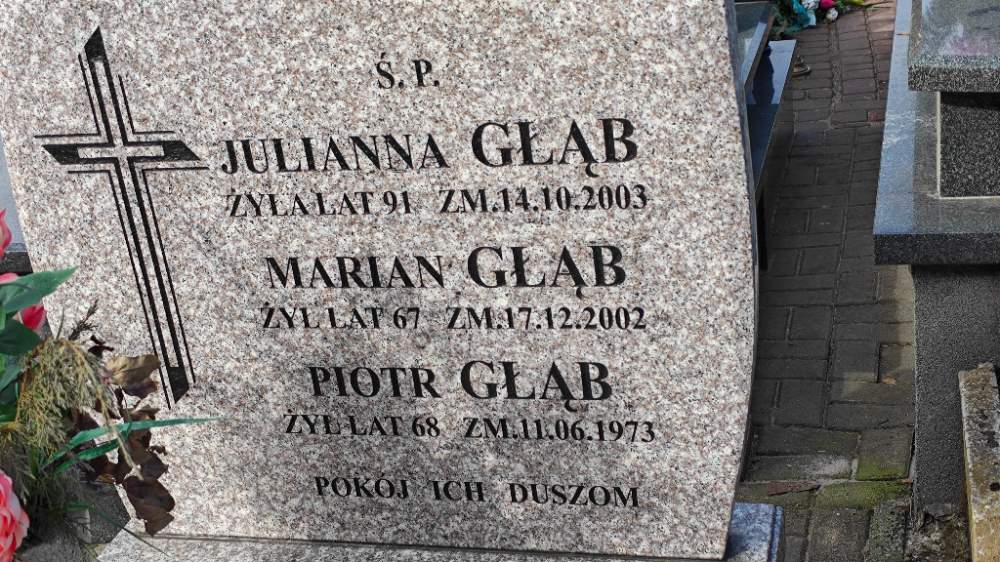 Ś. P.
JULIANNA GŁĄB
ŻYŁA LAT 91 ZM.14.10.2003
MARIAN GŁĄB
ŻYŁ LAT 67 ZM.17.12.2002
PIOTR GŁĄB
ŻYŁ LAT 68 ZM.11.06.1973
POKÓJ ICH DUSZOM